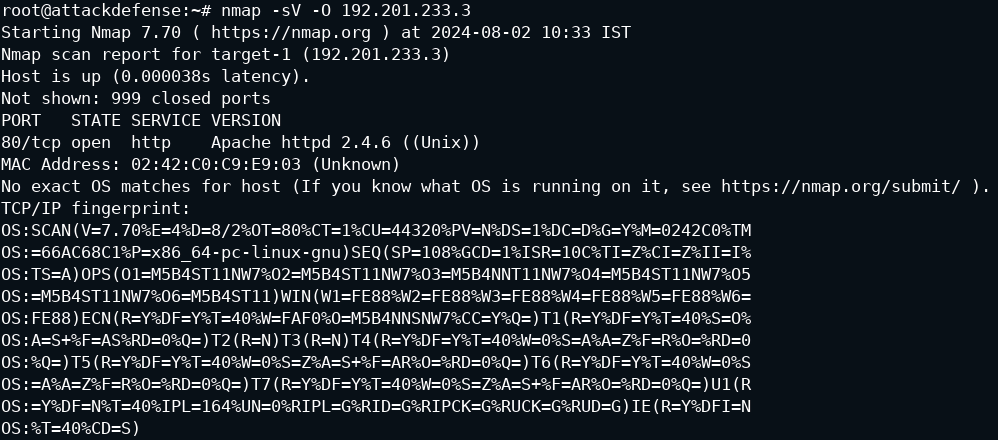 root@attackdefense:~# nmap -sV -O 192.201.233.3
Starting Nmap 7.70 ( https://nmap.org ) at 2024-08-02 10:33 IST
Nmap scan report for target-1 (192.201.233.3)
Host is up (0.000038s latency).
Not shown: 999 closed ports
PORT   STATE SERVICE VERSION
80/tcp open  http    Apache httpd 2.4.6 ((Unix))
MAC Address: 02:42:C0:C9:E9:03 (Unknown)
No exact OS matches for host (If you know what OS is running on it, see https://nmap.org/submit/ ).
TCP/IP fingerprint:
OS:SCAN(V=7.70%E=4%D=8/2%OT=80%CT=1%CU=44320%PV=N%DS=1%DC=D%G=Y%M=0242C0%TM
OS:=66AC68C1%P=x86_64-pc-linux-gnu)SEQ(SP=108%GCD=1%ISR=10C%TI=Z%CI=Z%II=I%
OS:TS=A)OPS(O1=M5B4ST11NW7%O2=M5B4ST11NW7%O3=M5B4NNT11NW7%O4=M5B4ST11NW7%O5
OS:=M5B4ST11NW7%O6=M5B4ST11)WIN(W1=FE88%W2=FE88%W3=FE88%W4=FE88%W5=FE88%W6=
OS:FE88)ECN(R=Y%DF=Y%T=40%W=FAF0%O=M5B4NNSNW7%CC=Y%Q=)T1(R=Y%DF=Y%T=40%S=O%
OS:A=S+%F=AS%RD=0%Q=)T2(R=N)T3(R=N)T4(R=Y%DF=Y%T=40%W=0%S=A%A=Z%F=R%O=%RD=0
OS:%Q=)T5(R=Y%DF=Y%T=40%W=0%S=Z%A=S+%F=AR%O=%RD=0%Q=)T6(R=Y%DF=Y%T=40%W=0%S
OS:=A%A=Z%F=R%O=%RD=0%Q=)T7(R=Y%DF=Y%T=40%W=0%S=Z%A=S+%F=AR%O=%RD=0%Q=)U1(R
OS:=Y%DF=N%T=40%IPL=164%UN=0%RIPL=G%RID=G%RIPCK=G%RUCK=G%RUD=G)IE(R=Y%DFI=N
OS:%T=40%CD=S)